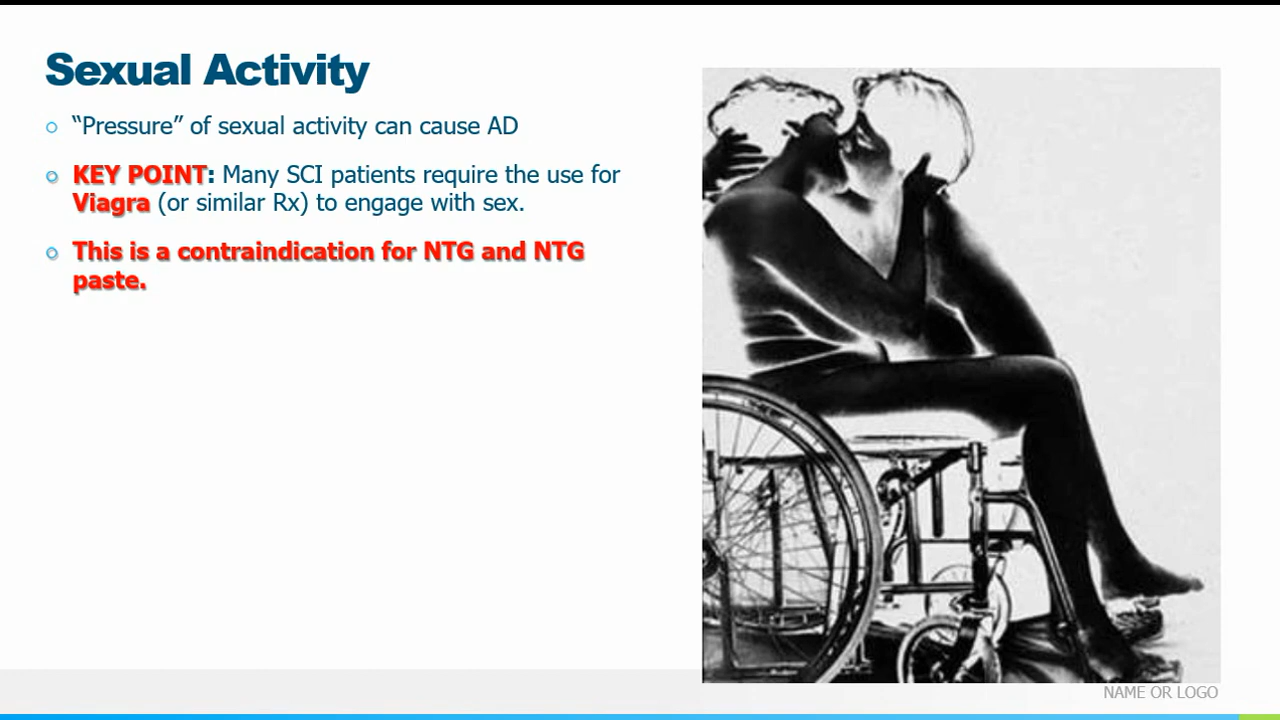 Sexual Activity
“Pressure” of sexual activity can cause AD
KEY POINT: Many SCI patients require the use for
Viagra (or similar Rx) to engage with sex.
This is a contraindication for NTG and NTG
paste.
NAME OR LOGO